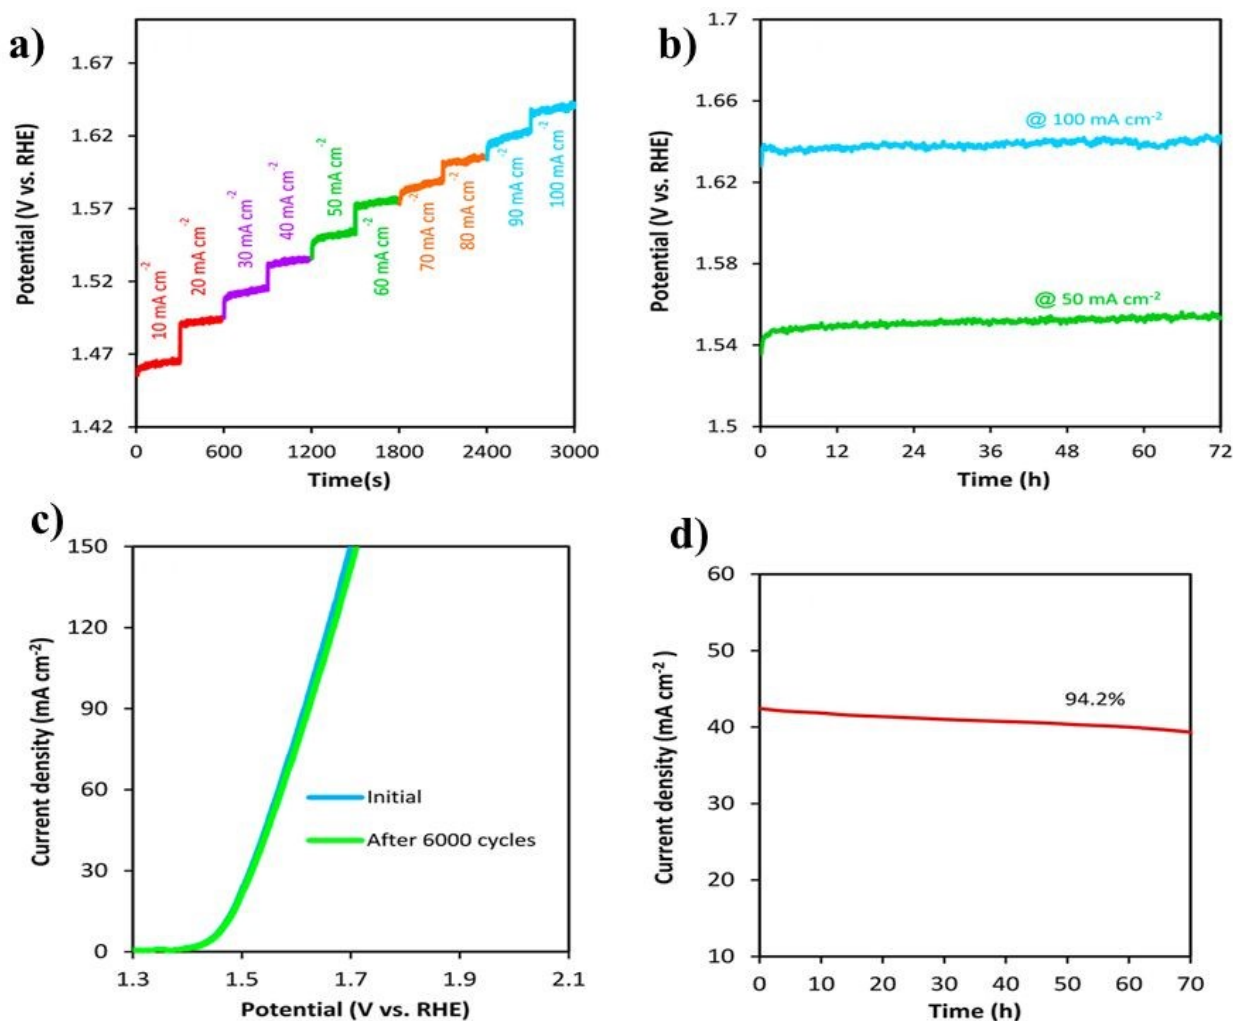 a)
Potential (V vs. RHE)
1.67
1.62
1.57
1.52
1.47
1.42
10 mA cm-2
20 mA cm-2
30 mA cm-2
40 mA cm-2
50 mA cm-2
60 mA cm-2
70 mA cm-2
80 mA cm-2
90 mA cm-2
100 mA cm-2
0 600 1200 1800 2400 3000
Time(s)
b)
Potential (V vs. RHE)
1.7
1.66
1.62
1.58
1.54
1.5
@ 100 mA cm-2
@ 50 mA cm-2
0 12 24 36 48 60 72
Time (h)
c)
Current density (mA cm-2)
150
120
90
60
30
0
Initial
After 6000 cycles
1.3 1.5 1.7 1.9 2.1
Potential (V vs. RHE)
d)
Current density (mA cm-2 )
60
50
40
30
20
10
94.2%
0 10 20 30 40 50 60 70
Time (h)